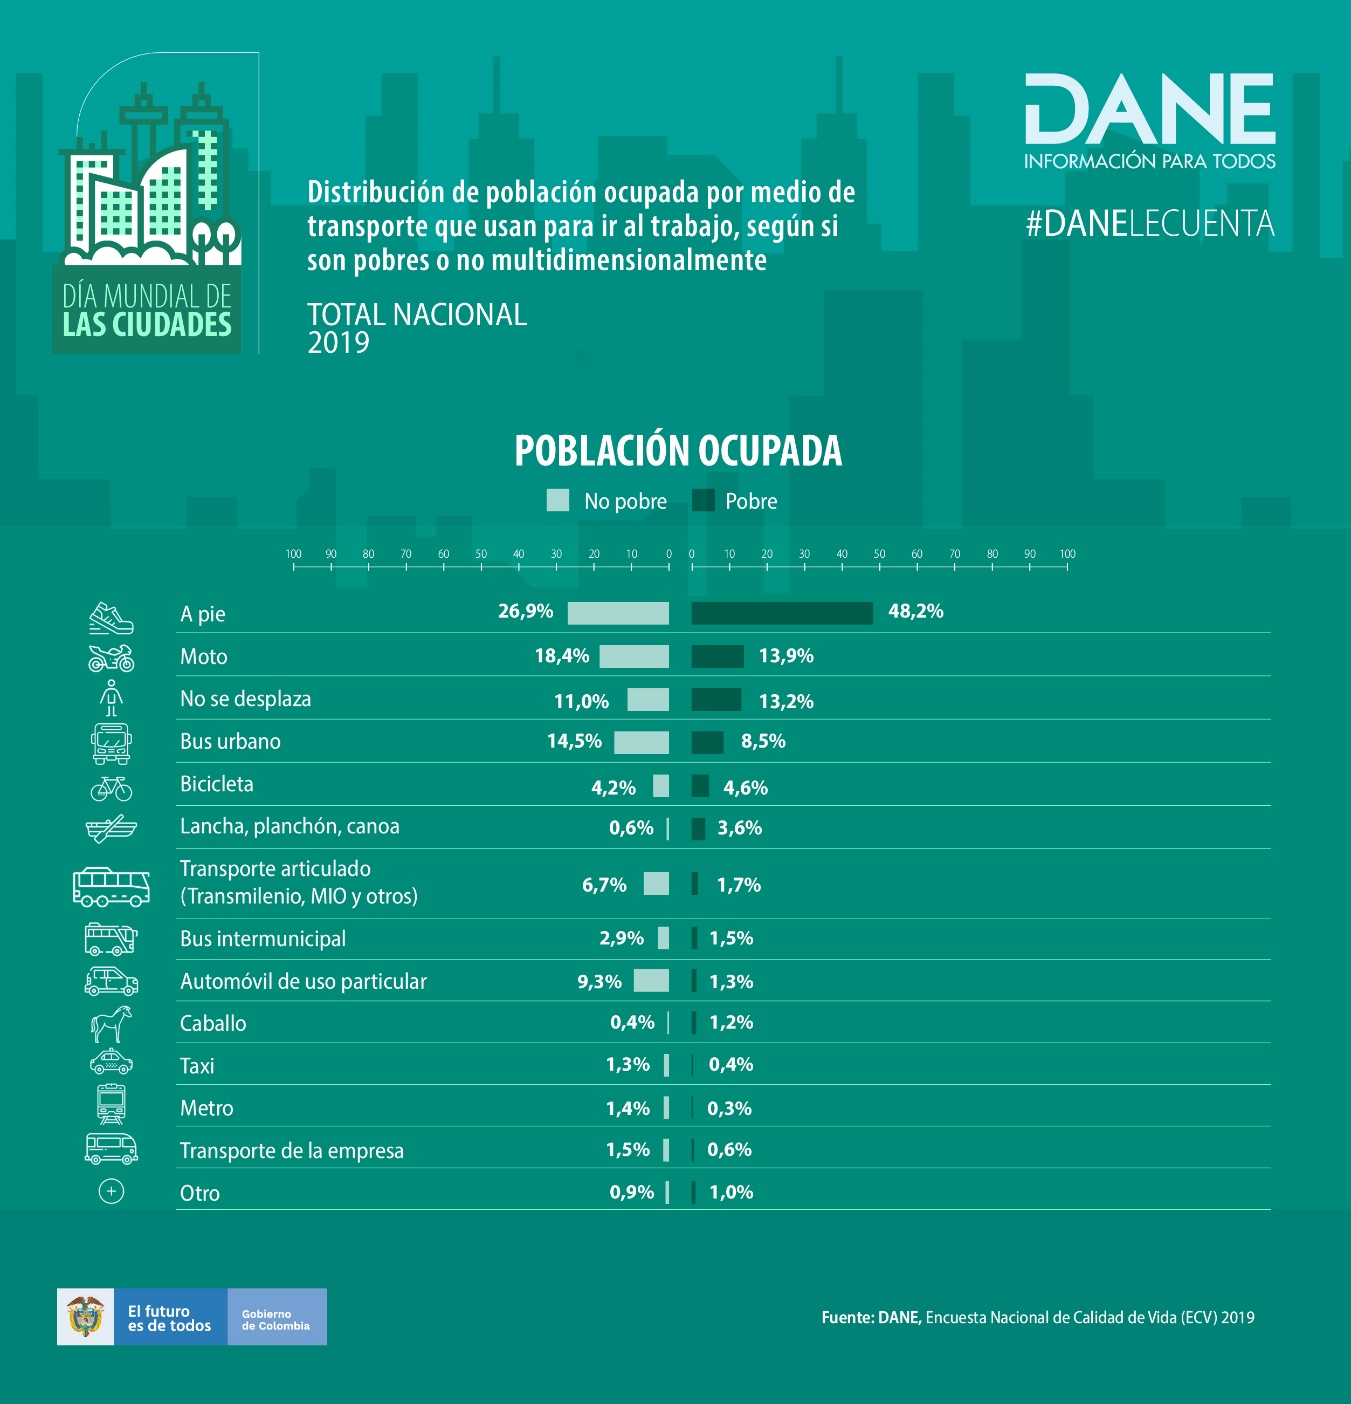 DANE
INFORMACIÓN PARA TODOS
#DANELECUENTA
DÍA MUNDIAL DE
LAS CIUDADES
Distribución de población ocupada por medio de
transporte que usan para ir al trabajo, según si
son pobres o no multidimensionalmente
TOTAL NACIONAL
2019
POBLACIÓN OCUPADA
No pobre Pobre
100 90 80 70 60 50 40 30 20 10 0 0 10 20 30 40 50 60 70 80 90 100
A pie 26,9% 48,2%
Moto 18,4% 13,9%
No se desplaza 11,0% 13,2%
Bus urbano 14,5% 8,5%
Bicicleta 4,2% 4,6%
Lancha, planchón, canoa 0,6% 3,6%
Transporte articulado
(Transmilenio, MIO y otros) 6,7% 1,7%
Bus intermunicipal 2,9% 1,5%
Automóvil de uso particular 9,3% 1,3%
Caballo 0,4% 1,2%
Taxi 1,3% 0,4%
Metro 1,4% 0,3%
Transporte de la empresa 1,5% 0,6%
Otro 0,9% 1,0%
El futuro
es de todos
Gobierno
de Colombia
Fuente: DANE, Encuesta Nacional de Calidad de Vida (ECV) 2019